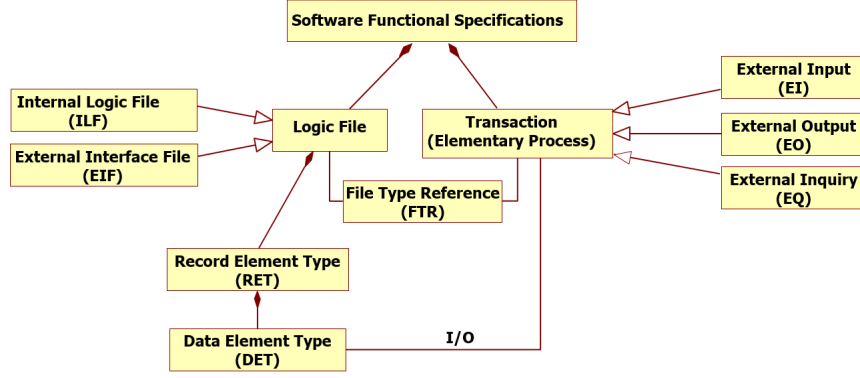 Software Functional Specifications
Internal Logic File
(ILF)
External Interface File
(EIF)
Logic File
Transaction
(Elementary Process)
External Input
(EI)
External Output
(EO)
External Inquiry
(EQ)
File Type Reference
(FTR)
Record Element Type
(RET)
Data Element Type
(DET)
I/O